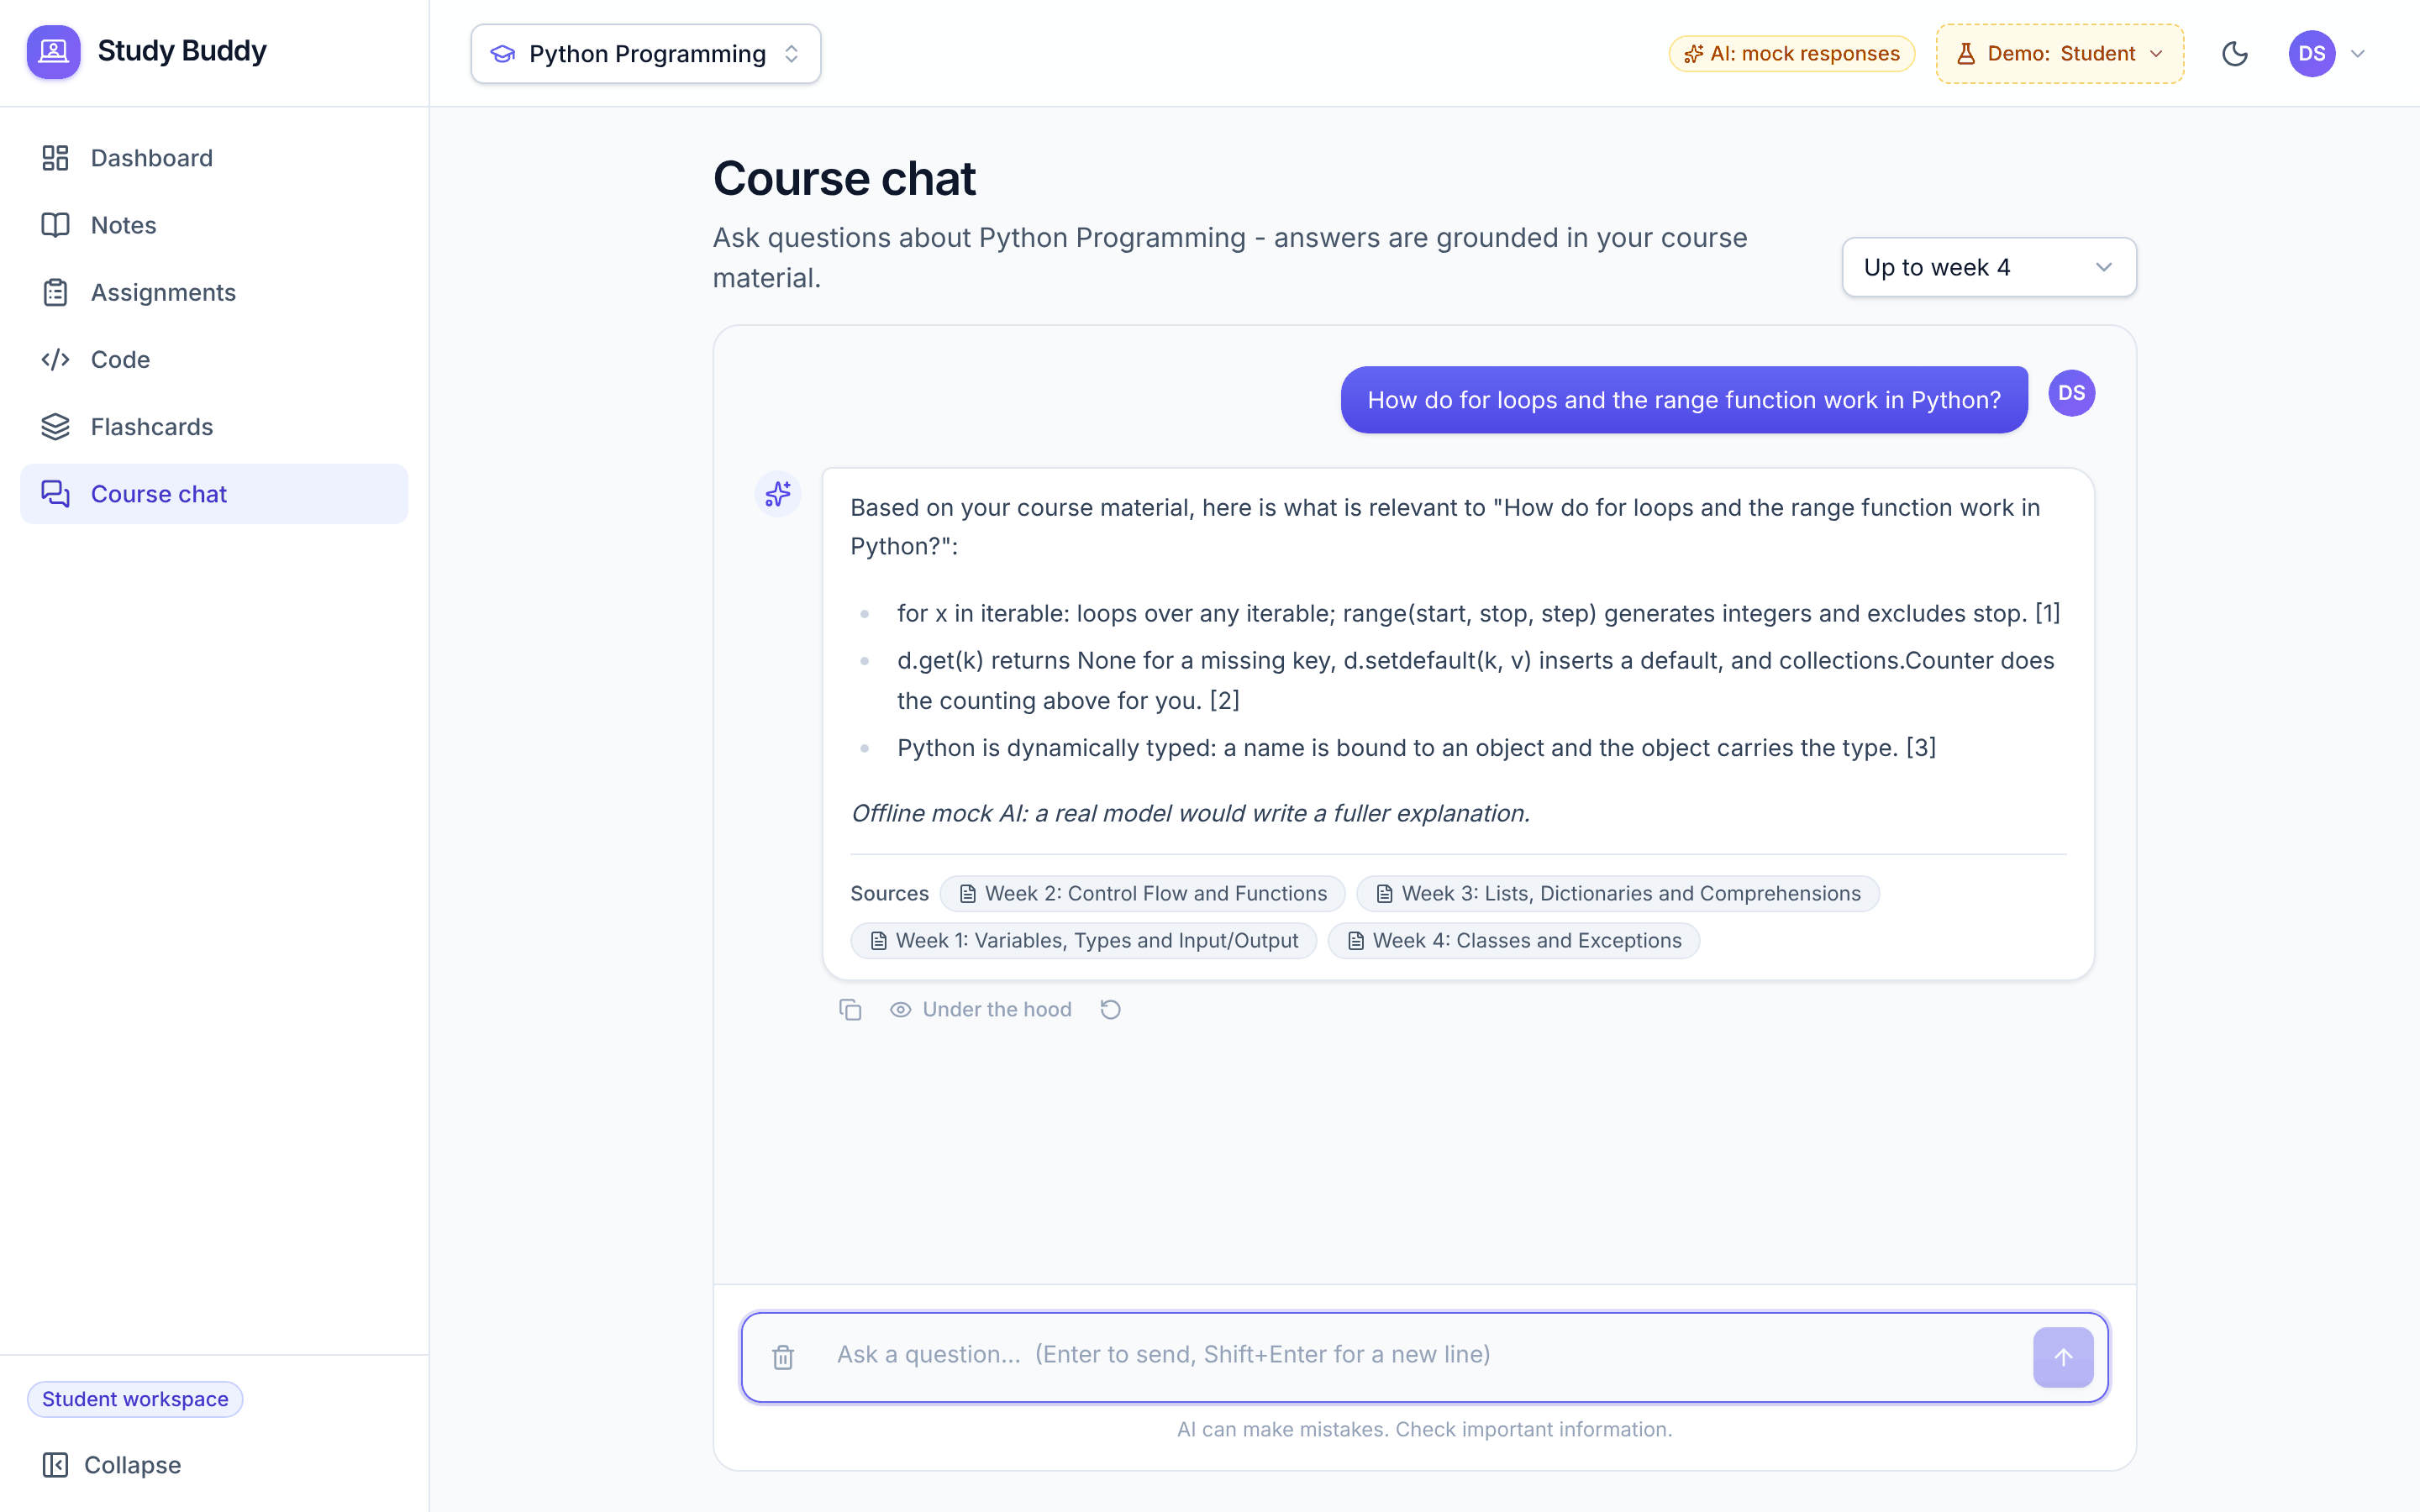 Study Buddy
Python Programming
AI: mock responses
Demo: Student
DS
Dashboard
Notes
Assignments
Code
Flashcards
Course chat
Student workspace
Collapse
Course chat
Ask questions about Python Programming - answers are grounded in your course
material.
Up to week 4
How do for loops and the range function work in Python?
DS
Based on your course material, here is what is relevant to "How do for loops and the range function work in
Python?":
for x in iterable: loops over any iterable; range(start, stop, step) generates integers and excludes stop. [1]
d.get(k) returns None for a missing key, d.setdefault(k, v) inserts a default, and collections.Counter does
the counting above for you. [2]
Python is dynamically typed: a name is bound to an object and the object carries the type. [3]
Offline mock AI: a real model would write a fuller explanation.
Sources Week 2: Control Flow and Functions Week 3: Lists, Dictionaries and Comprehensions
Week 1: Variables, Types and Input/Output Week 4: Classes and Exceptions
Under the hood
Ask a question... (Enter to send, Shift+Enter for a new line)
AI can make mistakes. Check important information.